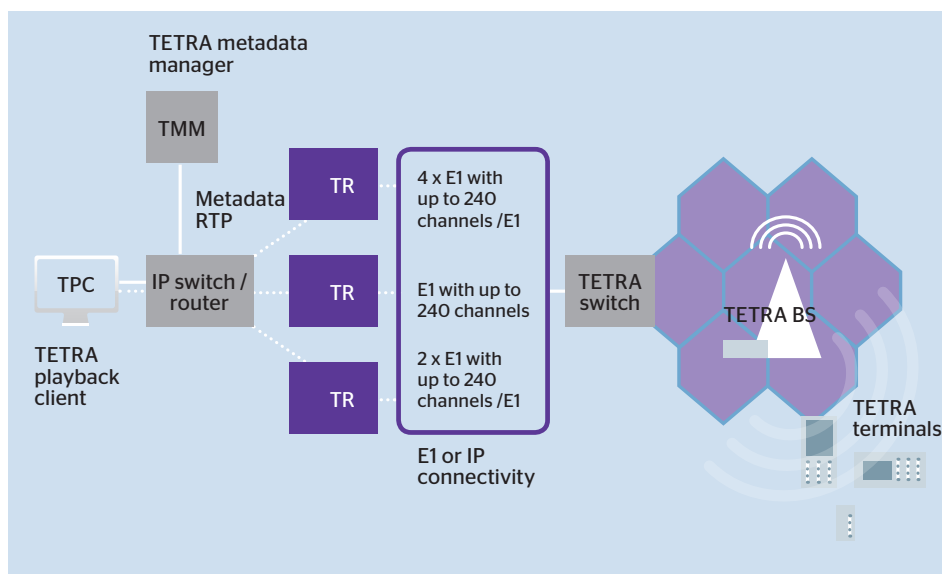 TETRA metadata
manager
TMM
Metadata
RTP
TPC
IP switch /
router
TETRA
playback
client
TR
TR
TR
4 x E1 with
up to 240
channels /E1
E1 with up to
240 channels
2 x E1 with
up to 240
channels /E1
E1 or IP
connectivity
TETRA
switch
TETRA BS
TETRA
terminals